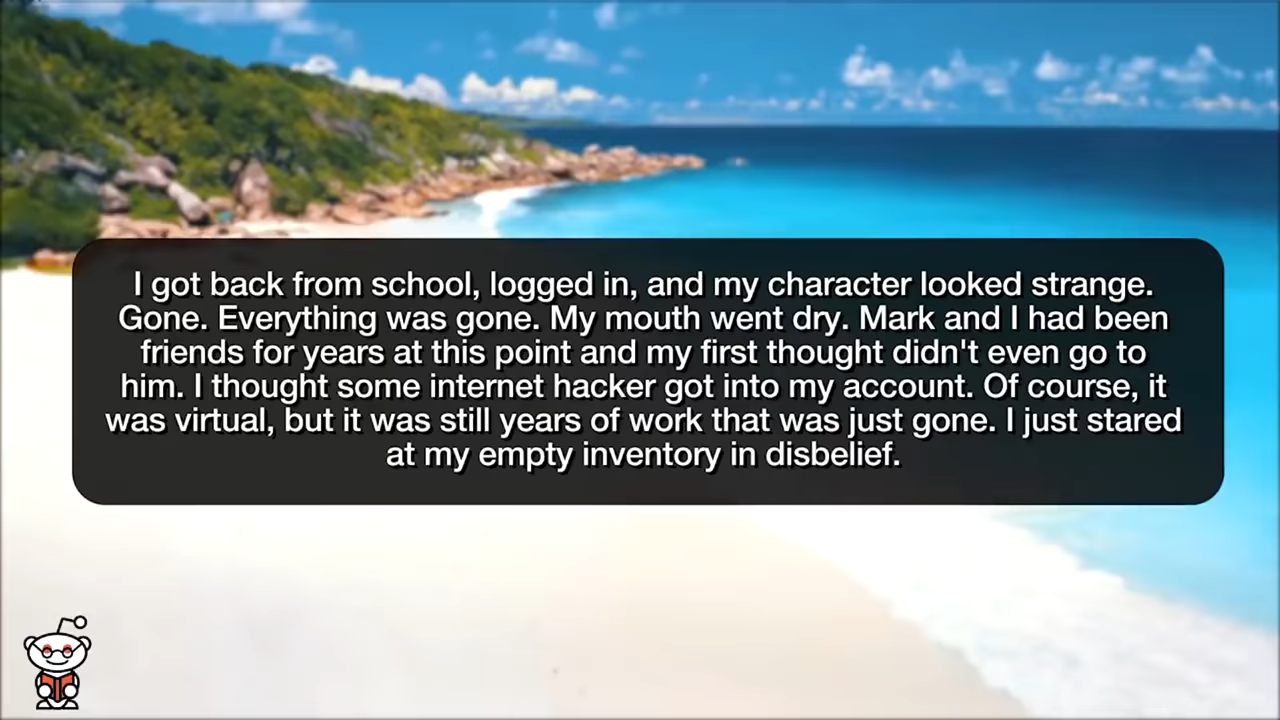 I got back from school, logged in, and my character looked strange.
Gone. Everything was gone. My mouth went dry. Mark and I had been
friends for years at this point and my first thought didn't even go to
him. I thought some internet hacker got into my account. Of course, it
was virtual, but it was still years of work that was just gone. I just stared
at my empty inventory in disbelief.